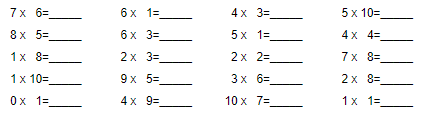 7 x 6=_____ 6 x 1=_____ 4 x 3=_____ 5 x 10=_____
8 x 5=_____ 6 x 3=_____ 5 x 1=_____ 4 x 4=_____
1 x 8=_____ 2 x 3=_____ 2 x 2=_____ 7 x 8=_____
1 x 10=_____ 9 x 5=_____ 3 x 6=_____ 2 x 8=_____
0 x 1=_____ 4 x 9=_____ 10 x 7=_____ 1 x 1=_____